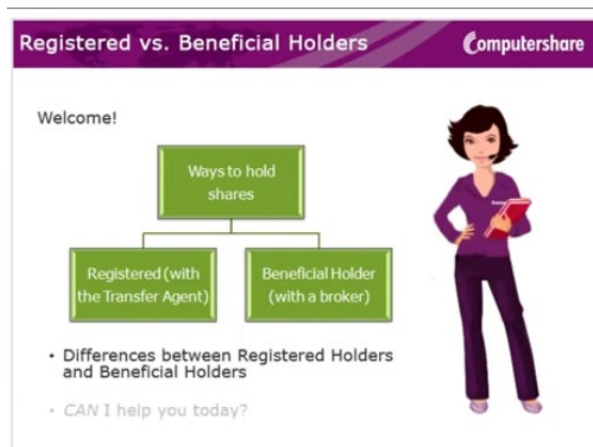 Registered vs. Beneficial Holders
Computershare
Welcome!
Ways to hold
shares
Registered (with
the Transfer Agent)
Beneficial Holder
(with a broker)
• Differences between Registered Holders
and Beneficial Holders
• CAN I help you today?